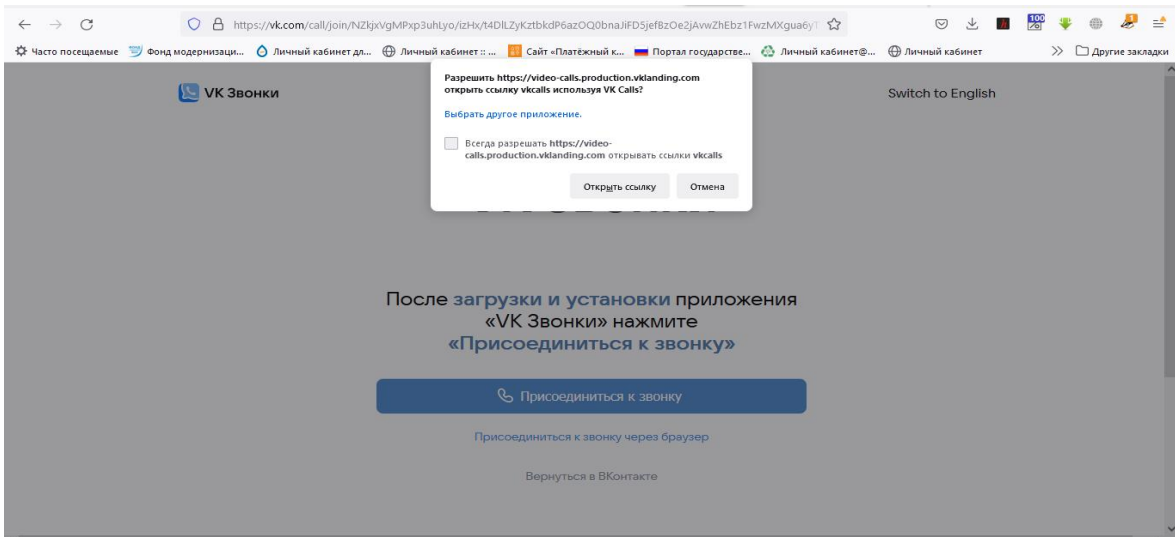 https://vk.com/call/join/NZkjxVgMPxp3uhLyo/izHx/t4DlLZyKztbkdP6azOQ0bnaJiFD5jefBzOe2jAvwZhEbz1FwzMXgua6y
100
%
Часто посещаемые Фонд модернизаци... Личный кабинет дл... Личный кабинет :: ... Сайт «Платёжный к... Портал государстве... Личный кабинет@... Личный кабинет Другие закладки
VK Звонки
Switch to English
Разрешить https://video-calls.production.vklanding.com
открыть ссылку vkcalls используя VK Calls?
Выбрать другое приложение.
Всегда разрешать https://video-
calls.production.vklanding.com открывать ссылки vkcalls
Открыть ссылку Отмена
После загрузки и установки приложения
«VK Звонки» нажмите
«Присоединиться к звонку»
Присоединиться к звонку
Присоединиться к звонку через браузер
Вернуться в ВКонтакте